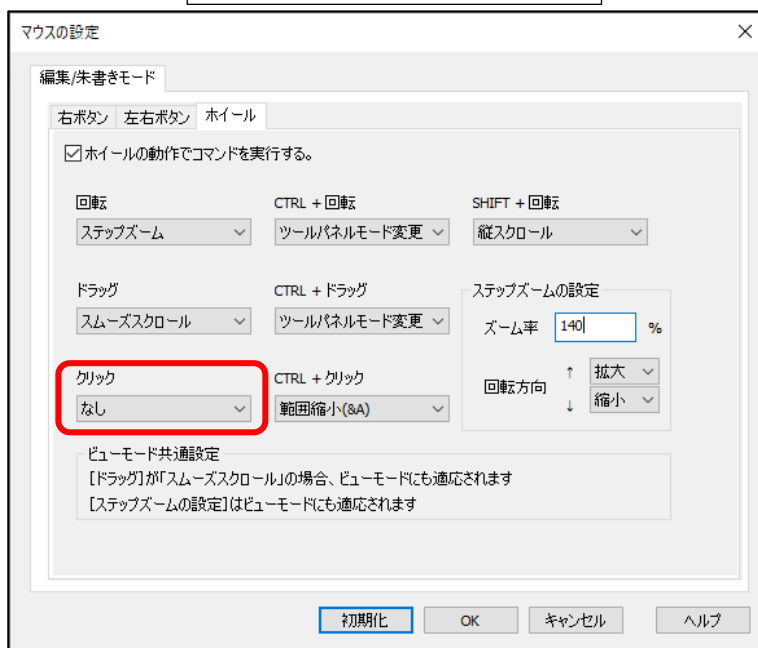 マウスの設定
編集/朱書きモード
右ボタン 左右ボタン ホイール
ホイールの動作でコマンドを実行する。
回転 CTRL + 回転 SHIFT + 回転
ステップズーム ツールパネルモード変更 縦スクロール
ドラッグ CTRL + ドラッグ ステップズームの設定
スムーズスクロール ツールパネルモード変更 ズーム率 140 %
クリック CTRL + クリック 回転方向 ↑ 拡大
なし 範囲縮小(&A) ↓ 縮小
ビューモード共通設定
[ドラッグ]が「スムーズスクロール」の場合、ビューモードにも適応されます
[ステップズームの設定]はビューモードにも適応されます
初期化 OK キャンセル ヘルプ